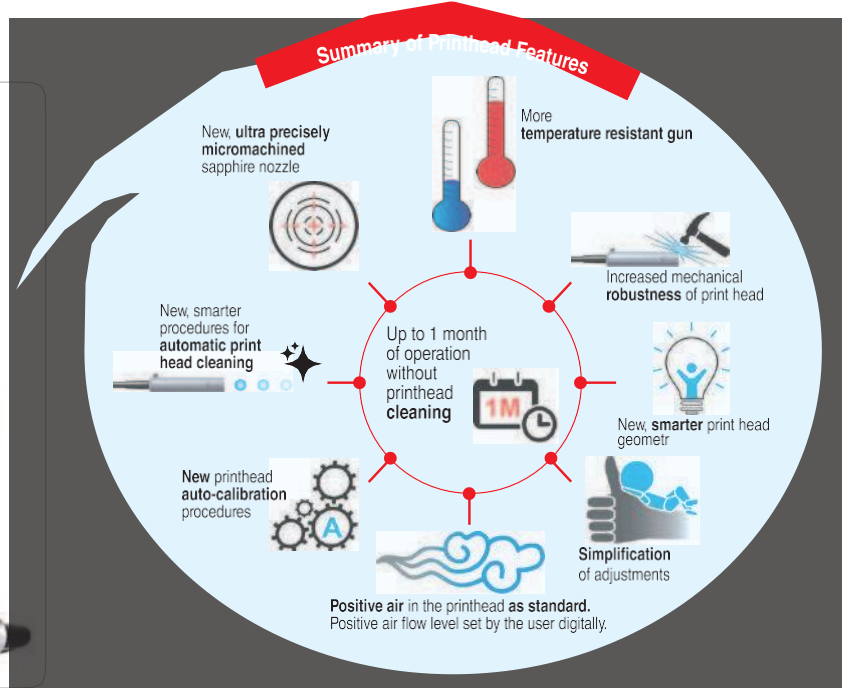 Summary of Printhead Features
New, ultra precisely
micromachined
sapphire nozzle
More
temperature resistant gun
Increased mechanical
robustness of print head
New, smarter
procedures for
automatic print
head cleaning
Up to 1 month
of operation
without
printhead
cleaning
1M
New, smarter print head
geometr
New printhead
auto-calibration
procedures
A
Simplification
of adjustments
Positive air in the printhead as standard.
Positive air flow level set by the user digitally.